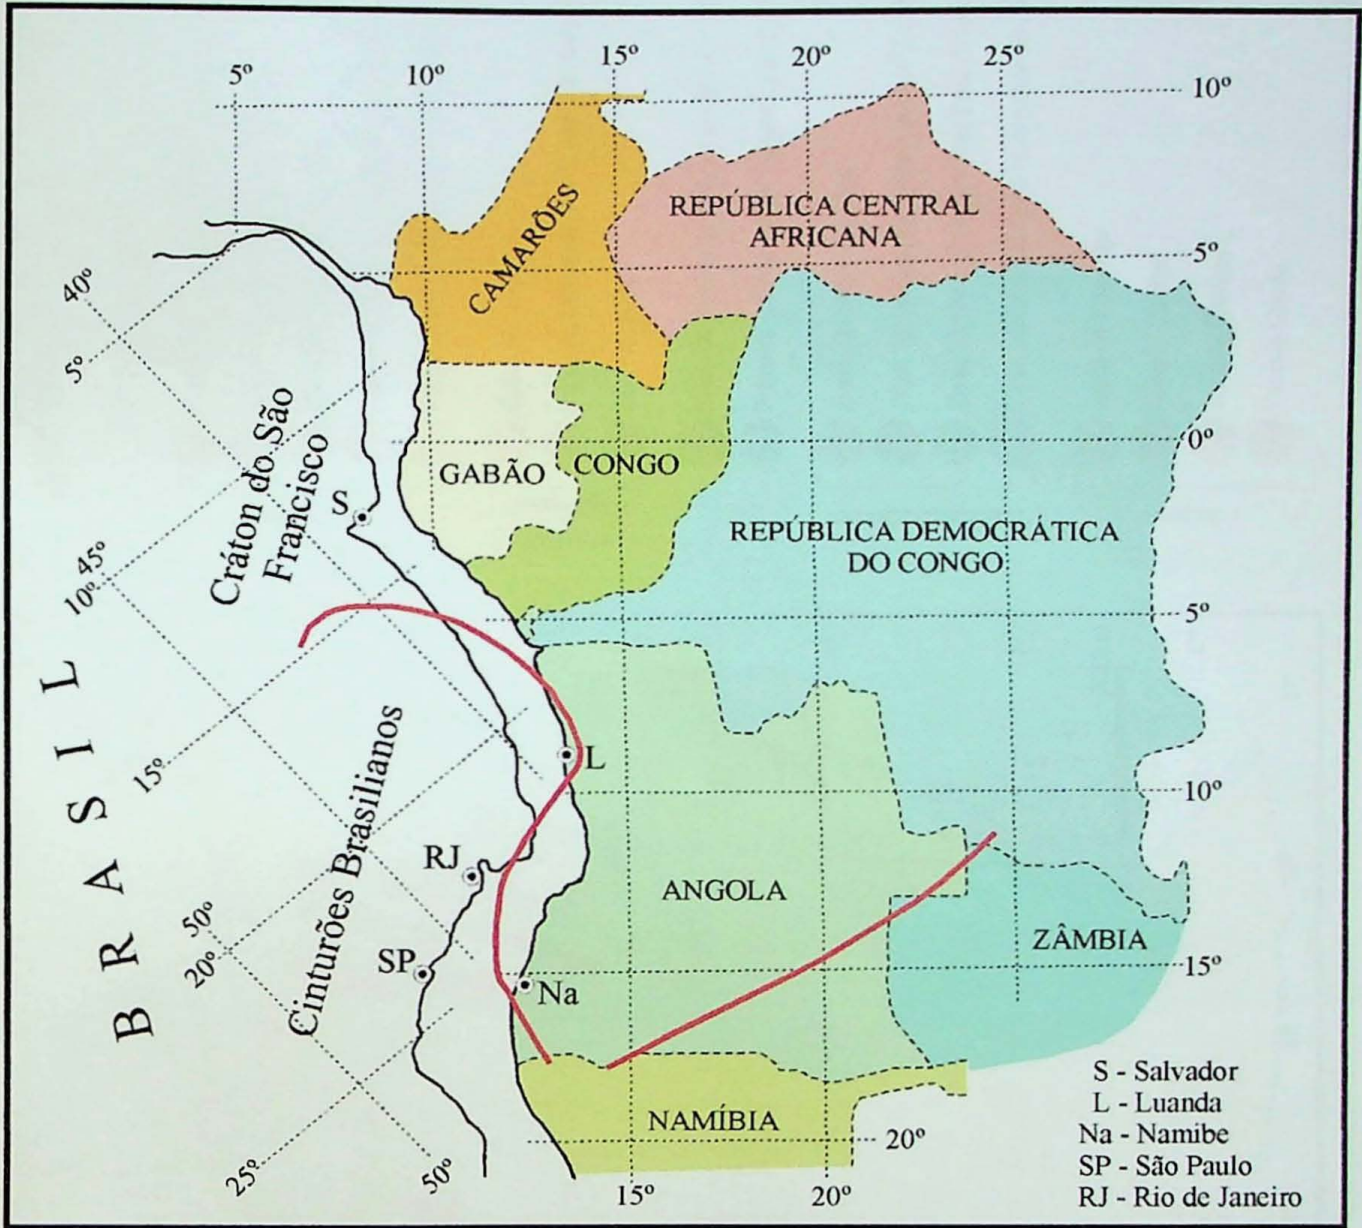 5º 10º 15º 20º 25º
10º
CAMARÕES
REPÚBLICA CENTRAL
AFRICANA
5º
40º
5º
Cráton do São
Francisco
S
GABÃO
CONGO
0º
REPÚBLICA DEMOCRÁTICA
DO CONGO
45º
10º
5º
BRASIL
15º
Cinturões Brasilianos
L
10º
RJ
ANGOLA
ZÂMBIA
50º
20º
SP
Na
15º
NAMÍBIA
20º
25º
50º
15º
20º
S - Salvador
L - Luanda
Na - Namibe
SP - São Paulo
RJ - Rio de Janeiro